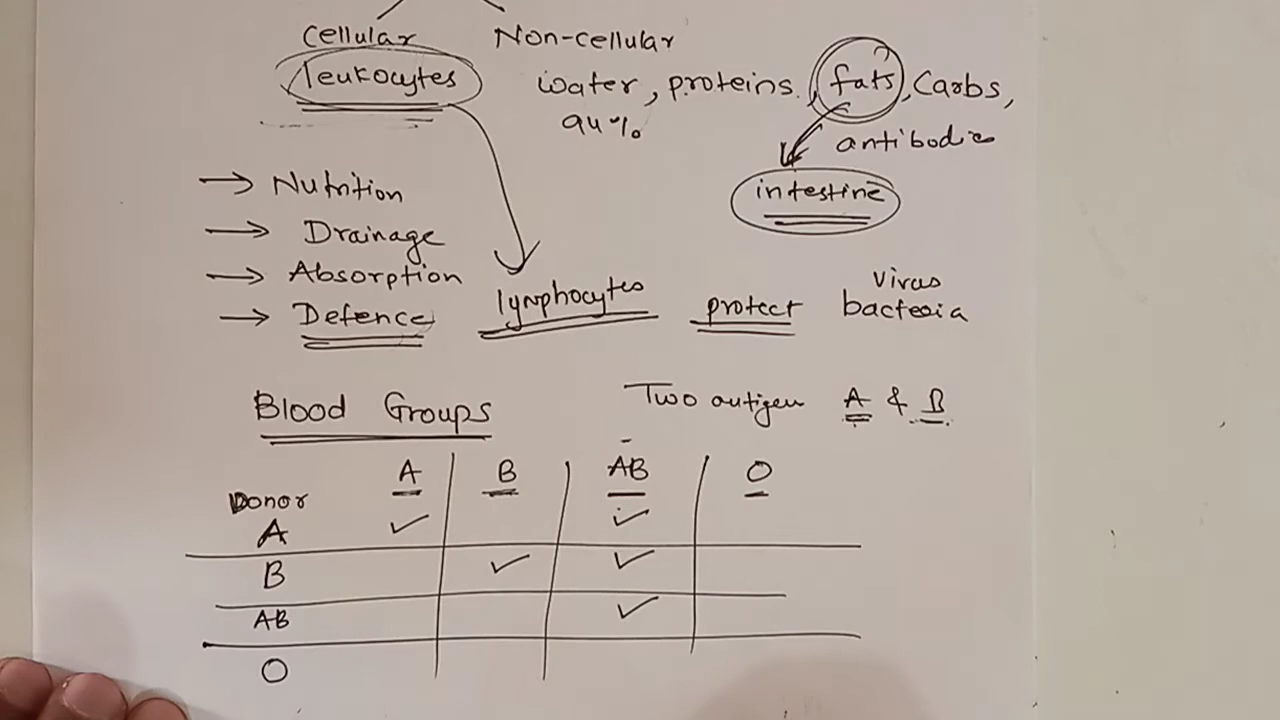 Cellular Non-cellular
leukocytes water, proteins, fats, Carbs,
94% antibodies
intestine
→ Nutrition
→ Drainage
→ Absorption
→ Defence lymphocytes protect virus
bacteria
Blood Groups Two antigen A & B
A B AB O
Donor
A ✓ ✓
B ✓ ✓
AB ✓
O